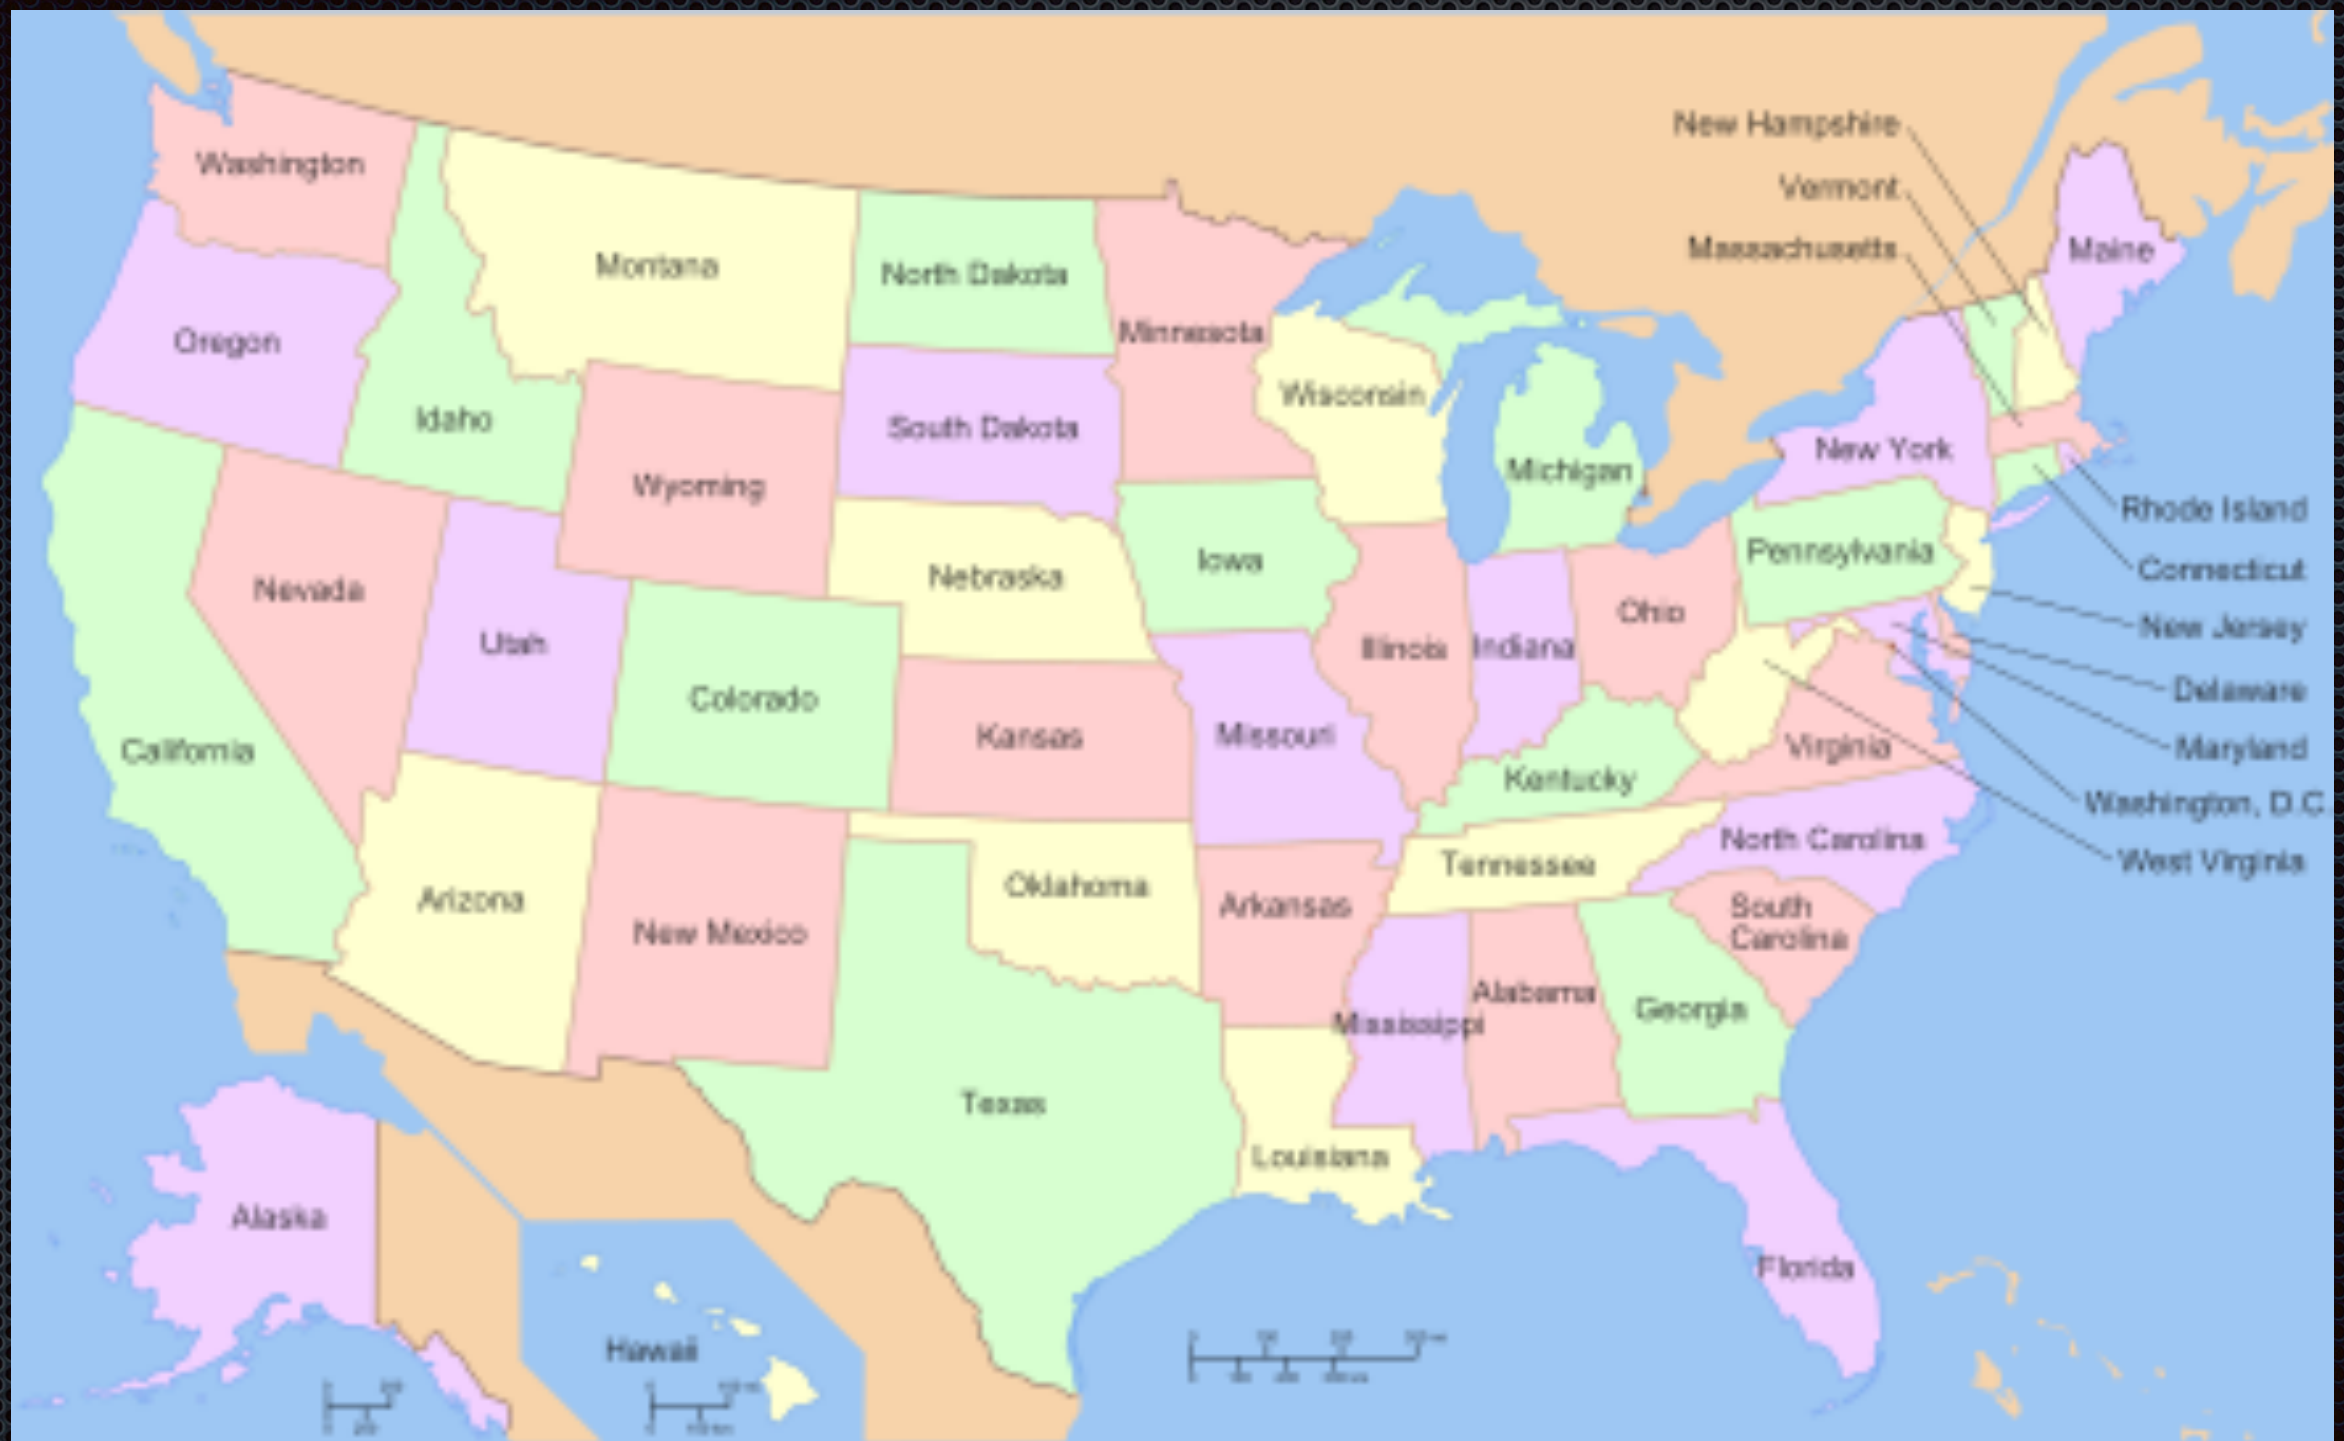 New Hampshire
Vermont
Massachusetts
Washington
Maine
Montana
North Dakota
Minnesota
Oregon
Wisconsin
Idaho
South Dakota
New York
Michigan
Wyoming
Rhode Island
Pennsylvania
Iowa
Connecticut
Nebraska
Nevada
Ohio
New Jersey
Utah
Illinois
Indiana
Delaware
Colorado
Kansas
Missouri
Virginia
Maryland
California
Kentucky
Washington, D.C.
North Carolina
Tennessee
West Virginia
Oklahoma
Arizona
Arkansas
South
Carolina
New Mexico
Alabama
Georgia
Mississippi
Texas
Louisiana
Alaska
Florida
Hawaii